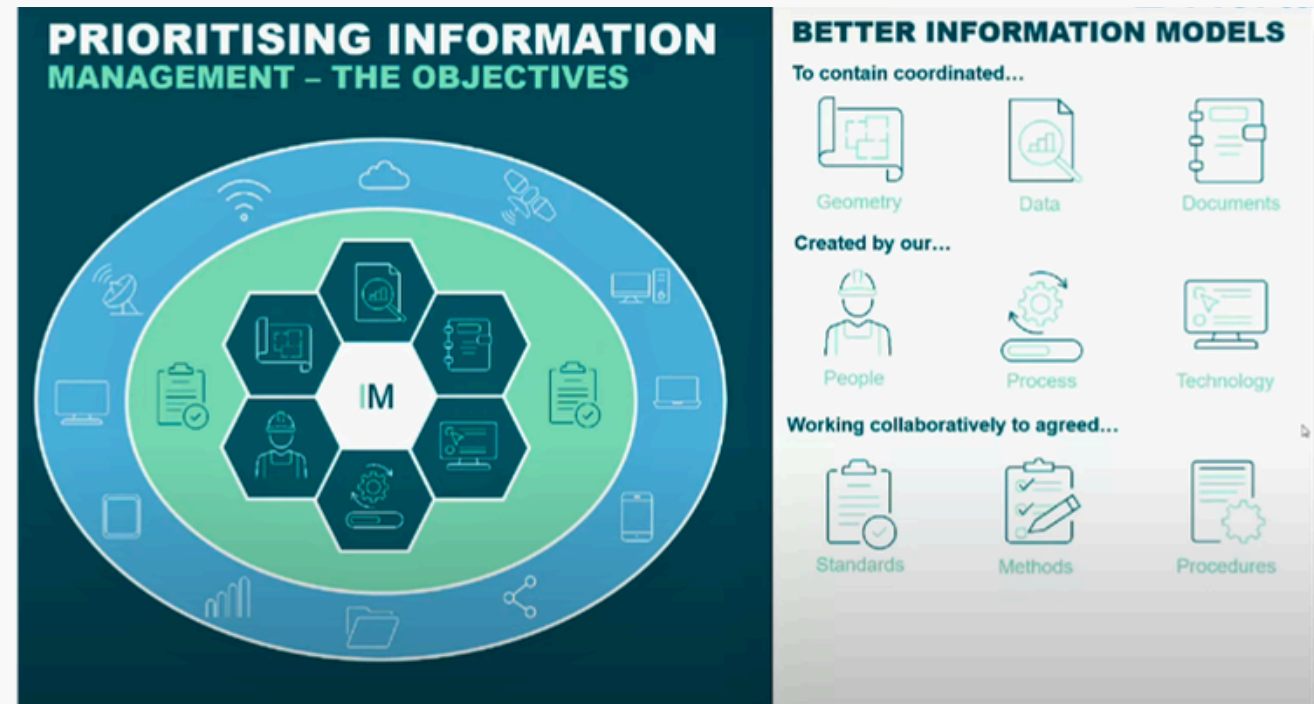 PRIORITISING INFORMATION
MANAGEMENT – THE OBJECTIVES
IM
BETTER INFORMATION MODELS
To contain coordinated...
Geometry
Data
Documents
Created by our...
People
Process
Technology
Working collaboratively to agreed...
Standards
Methods
Procedures